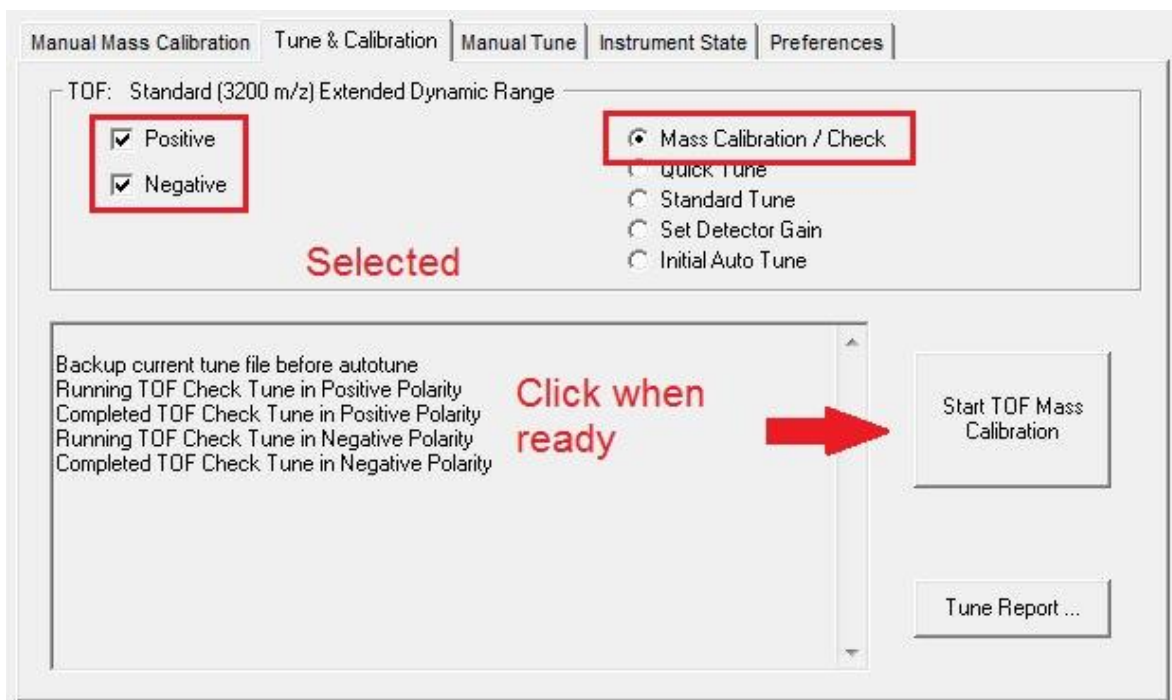 Manual Mass Calibration Tune & Calibration Manual Tune Instrument State Preferences
TOF: Standard (3200 m/z) Extended Dynamic Range
Positive
Negative
Mass Calibration / Check
Quick Tune
Standard Tune
Set Detector Gain
Initial Auto Tune
Selected
Backup current tune file before autotune
Running TOF Check Tune in Positive Polarity
Completed TOF Check Tune in Positive Polarity
Running TOF Check Tune in Negative Polarity
Completed TOF Check Tune in Negative Polarity
Click when
ready
Start TOF Mass
Calibration
Tune Report ...